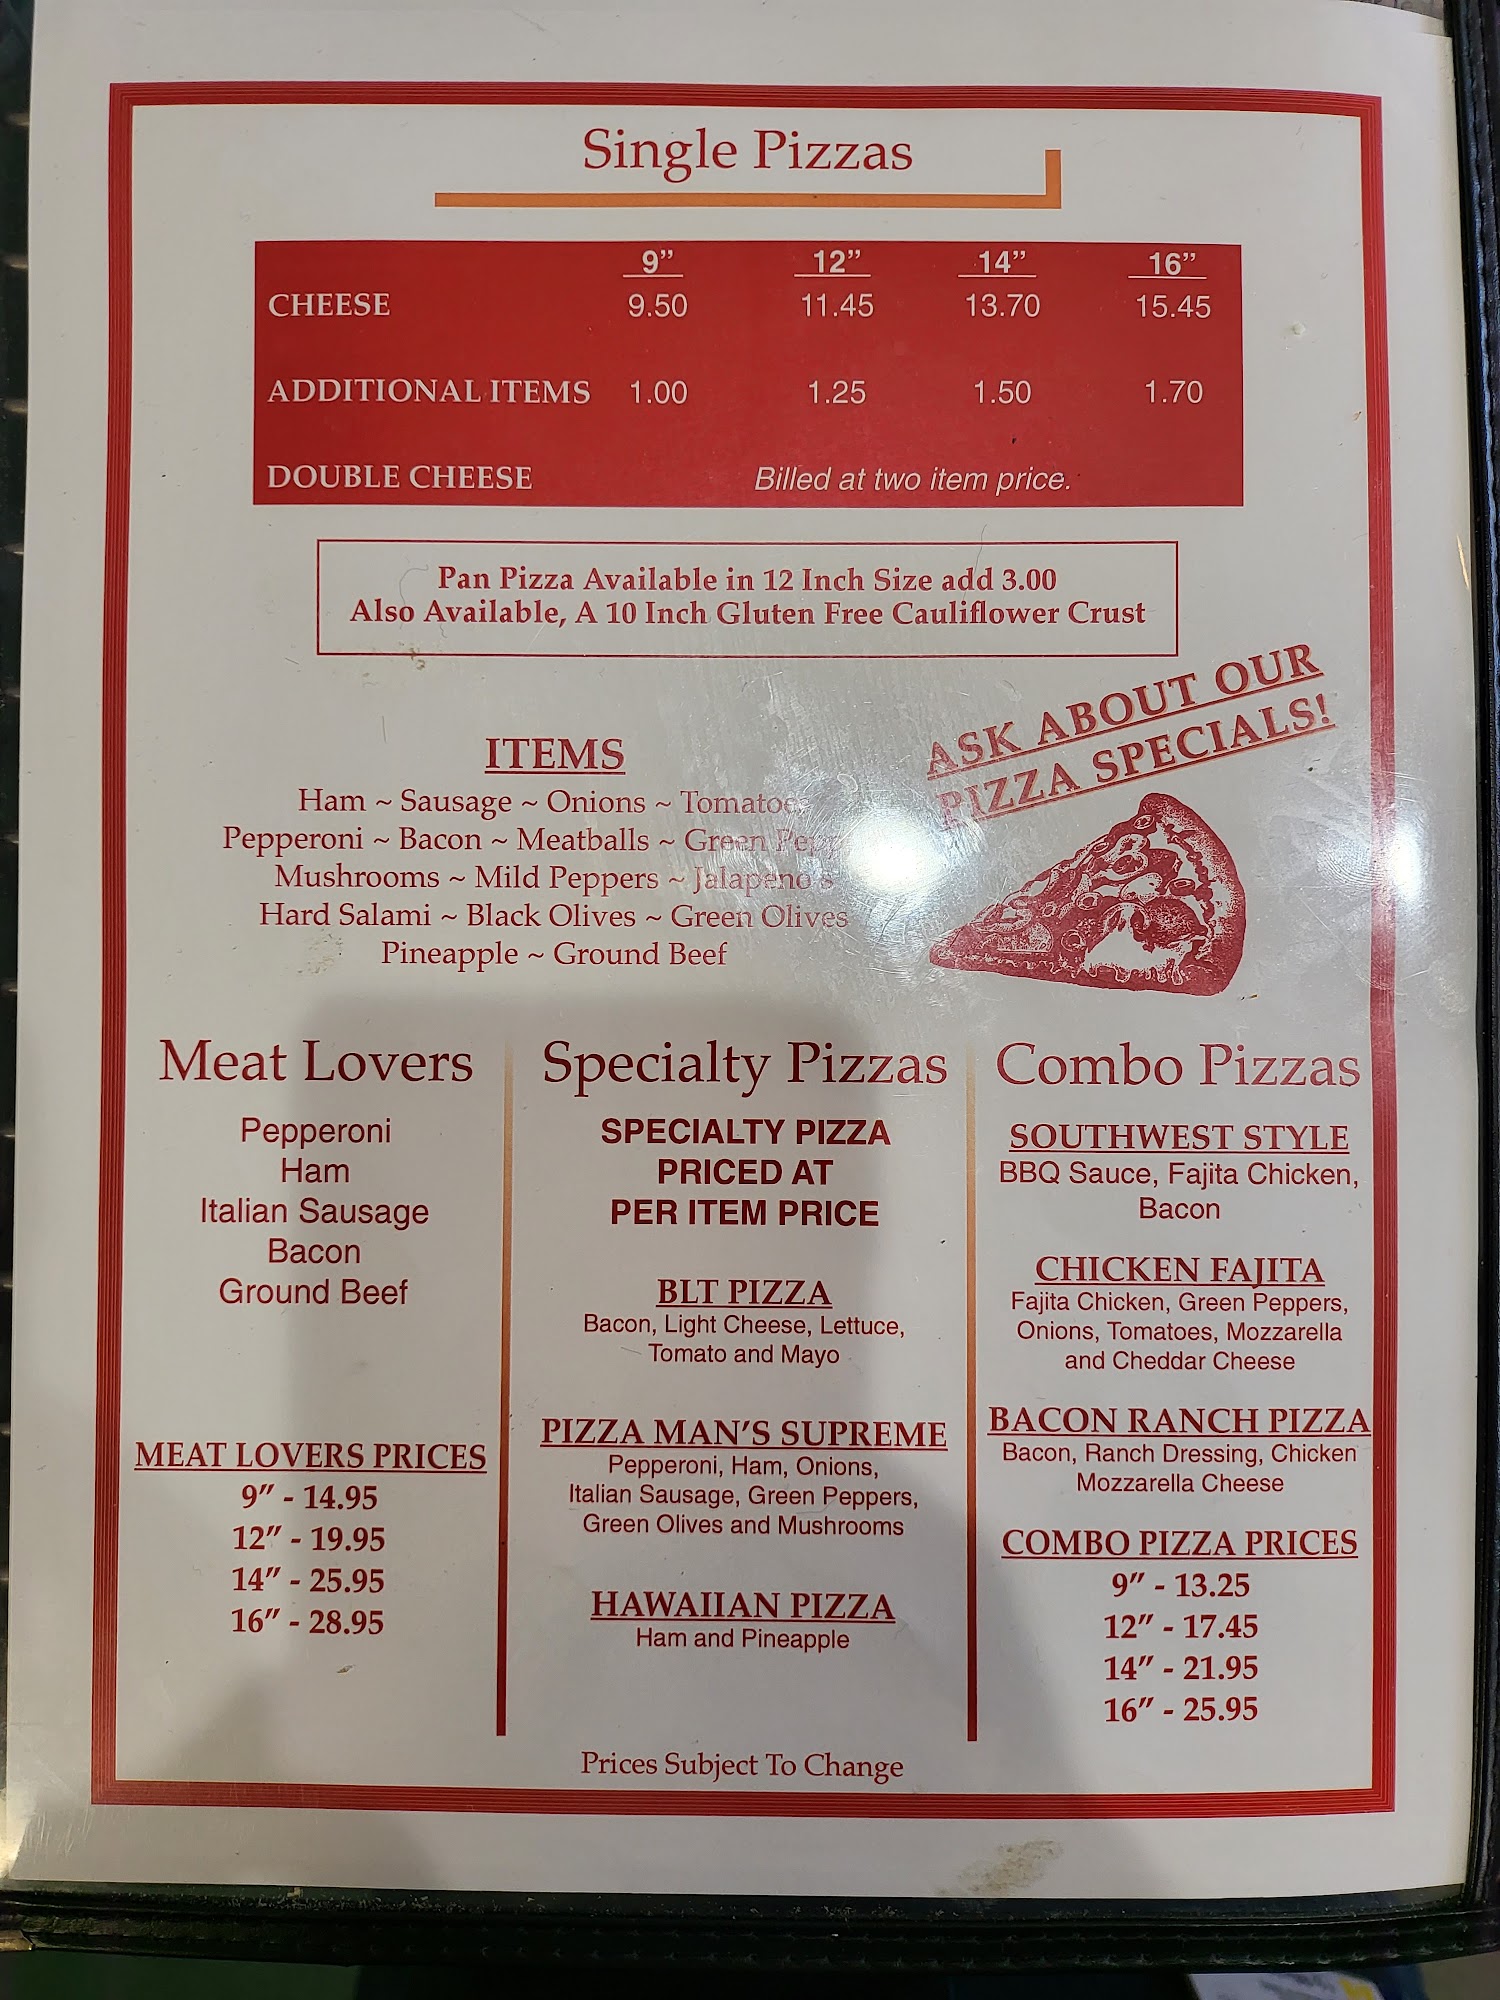 Single Pizzas
9” 12” 14” 16”
CHEESE 9.50 11.45 13.70 15.45
ADDITIONAL ITEMS 1.00 1.25 1.50 1.70
DOUBLE CHEESE Billed at two item price.
Pan Pizza Available in 12 Inch Size add 3.00
Also Available, A 10 Inch Gluten Free Cauliflower Crust
ASK ABOUT OUR
PIZZA SPECIALS!
ITEMS
Ham ~ Sausage ~ Onions ~ Tomatoes
Pepperoni ~ Bacon ~ Meatballs ~ Green
Mushrooms ~ Mild Peppers ~ Jalapeno's
Hard Salami ~ Black Olives ~ Green Olives
Pineapple ~ Ground Beef
Meat Lovers
Pepperoni
Ham
Italian Sausage
Bacon
Ground Beef
MEAT LOVERS PRICES
9” - 14.95
12” - 19.95
14” - 25.95
16” - 28.95
Specialty Pizzas
SPECIALTY PIZZA
PRICED AT
PER ITEM PRICE
BLT PIZZA
Bacon, Light Cheese, Lettuce,
Tomato and Mayo
PIZZA MAN’S SUPREME
Pepperoni, Ham, Onions,
Italian Sausage, Green Peppers,
Green Olives and Mushrooms
HAWAIIAN PIZZA
Ham and Pineapple
Combo Pizzas
SOUTHWEST STYLE
BBQ Sauce, Fajita Chicken,
Bacon
CHICKEN FAJITA
Fajita Chicken, Green Peppers,
Onions, Tomatoes, Mozzarella
and Cheddar Cheese
BACON RANCH PIZZA
Bacon, Ranch Dressing, Chicken
Mozzarella Cheese
COMBO PIZZA PRICES
9” - 13.25
12” - 17.45
14” - 21.95
16” - 25.95
Prices Subject To Change